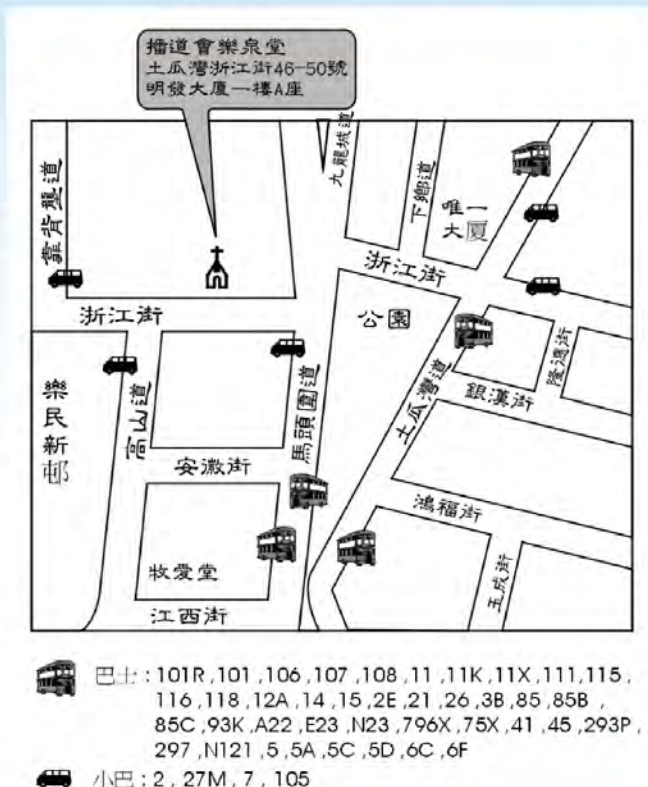 播道會樂泉堂
土瓜灣浙江街46-50號
明發大廈一樓A座
靠背壟道
九龍城道
下鄉道
唯一
大厦
浙江街
浙江街
公園
隆週街
銀漢街
土瓜灣道
馬頭圍道
高山道
樂民新邨
安徽街
鴻福街
玉成街
牧愛堂
江西街
巴士：101R,101,106,107,108,11,11K,11X,111,115,
116,118,12A,14,15,2E,21,26,3B,85,85B,
85C,93K,A22,E23,N23,796X,75X,41,45,293P,
297,N121,5,5A,5C,5D,6C,6F
小巴：2, 27M, 7, 105